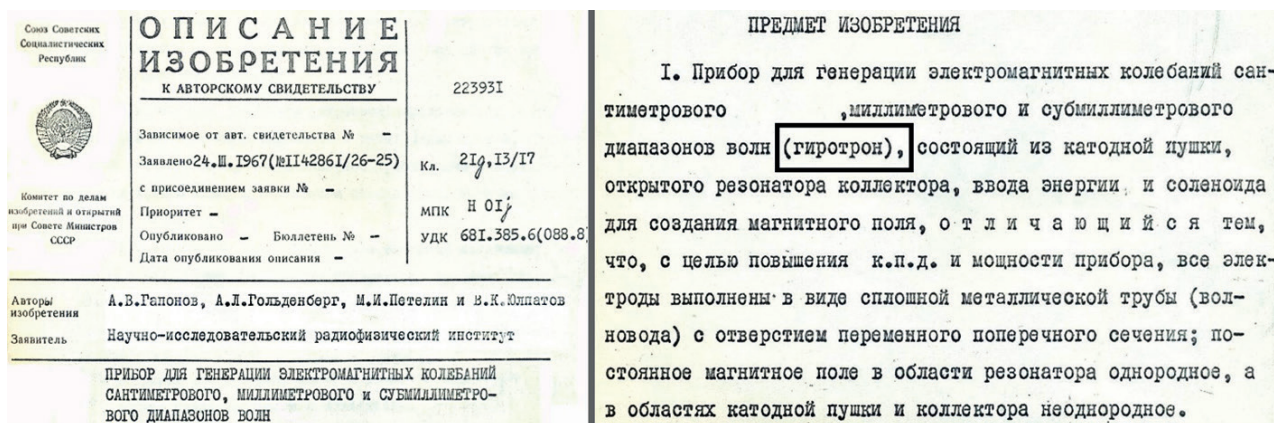 Союз Советских
Социалистических
Республик
Комитет по делам
изобретений и открытий
при Совете Министров
СССР
ОПИСАНИЕ
ИЗОБРЕТЕНИЯ
К АВТОРСКОМУ СВИДЕТЕЛЬСТВУ
Зависимое от авт. свидетельства № –
Заявлено 24.III.1967(№II4286I/26-25)
с присоединением заявки № –
Приоритет –
Опубликовано – Бюллетень № –
Дата опубликования описания –
22393I
Кл. 2Ig,I3/I7
МПК H 0Ij
УДК 68I.385.6(088.8)
Авторы
изобретения
А.В.Гапонов, А.Л.Гольденберг, М.И.Петелин и В.К.Юлпатов
Заявитель
Научно-исследовательский радиофизический институт
ПРИБОР ДЛЯ ГЕНЕРАЦИИ ЭЛЕКТРОМАГНИТНЫХ КОЛЕБАНИЙ
САНТИМЕТРОВОГО, МИЛЛИМЕТРОВОГО и СУБМИЛЛИМЕТРО-
ВОГО ДИАПАЗОНОВ ВОЛН
ПРЕДМЕТ ИЗОБРЕТЕНИЯ
I. Прибор для генерации электромагнитных колебаний сан-
тиметрового ,миллиметрового и субмиллиметрового
диапазонов волн (гиротрон), состоящий из катодной пушки,
открытого резонатора коллектора, ввода энергии и соленоида
для создания магнитного поля, о т л и ч а ю щ и й с я тем,
что, с целью повышения к.п.д. и мощности прибора, все элек-
троды выполнены в виде сплошной металлической трубы (вол-
новода) с отверстием переменного поперечного сечения; по-
стоянное магнитное поле в области резонатора однородное, а
в областях катодной пушки и коллектора неоднородное.